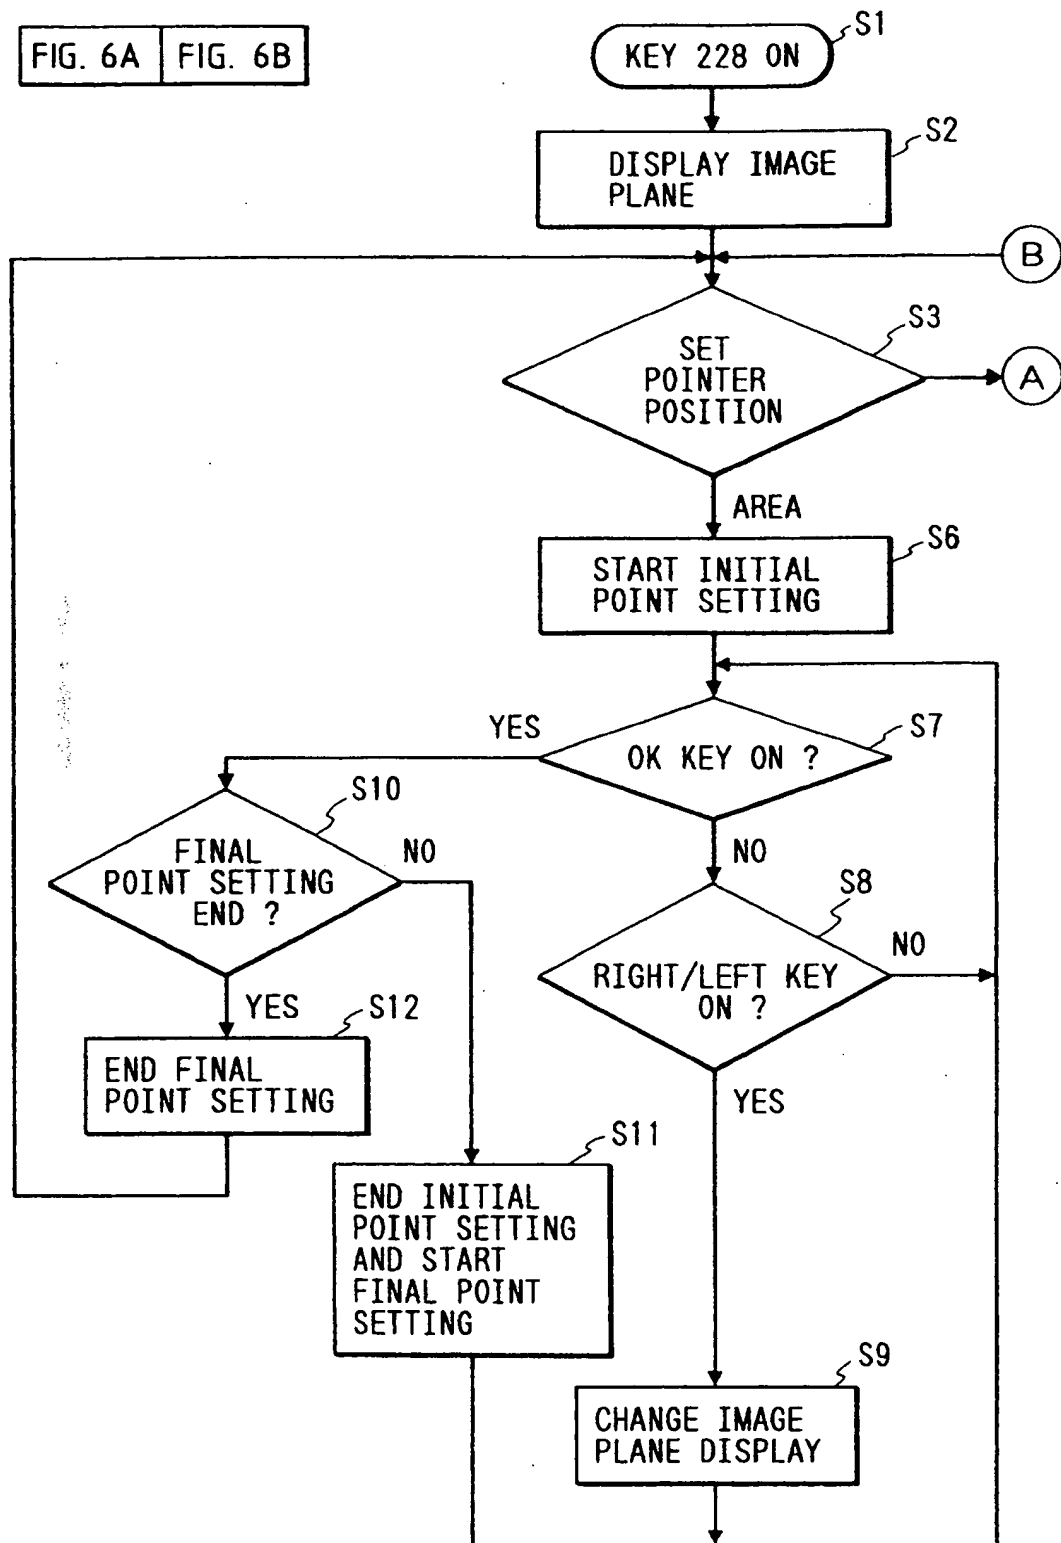 FIG. 6A FIG. 6B
S1
KEY 228 ON
S2
DISPLAY IMAGE
PLANE
B
S3
SET
POINTER
POSITION
A
AREA
S6
START INITIAL
POINT SETTING
YES
S7
OK KEY ON ?
S10
FINAL
POINT SETTING
END ?
NO
NO
S8
RIGHT/LEFT KEY
ON ?
NO
YES
S12
END FINAL
POINT SETTING
YES
S11
END INITIAL
POINT SETTING
AND START
FINAL POINT
SETTING
S9
CHANGE IMAGE
PLANE DISPLAY